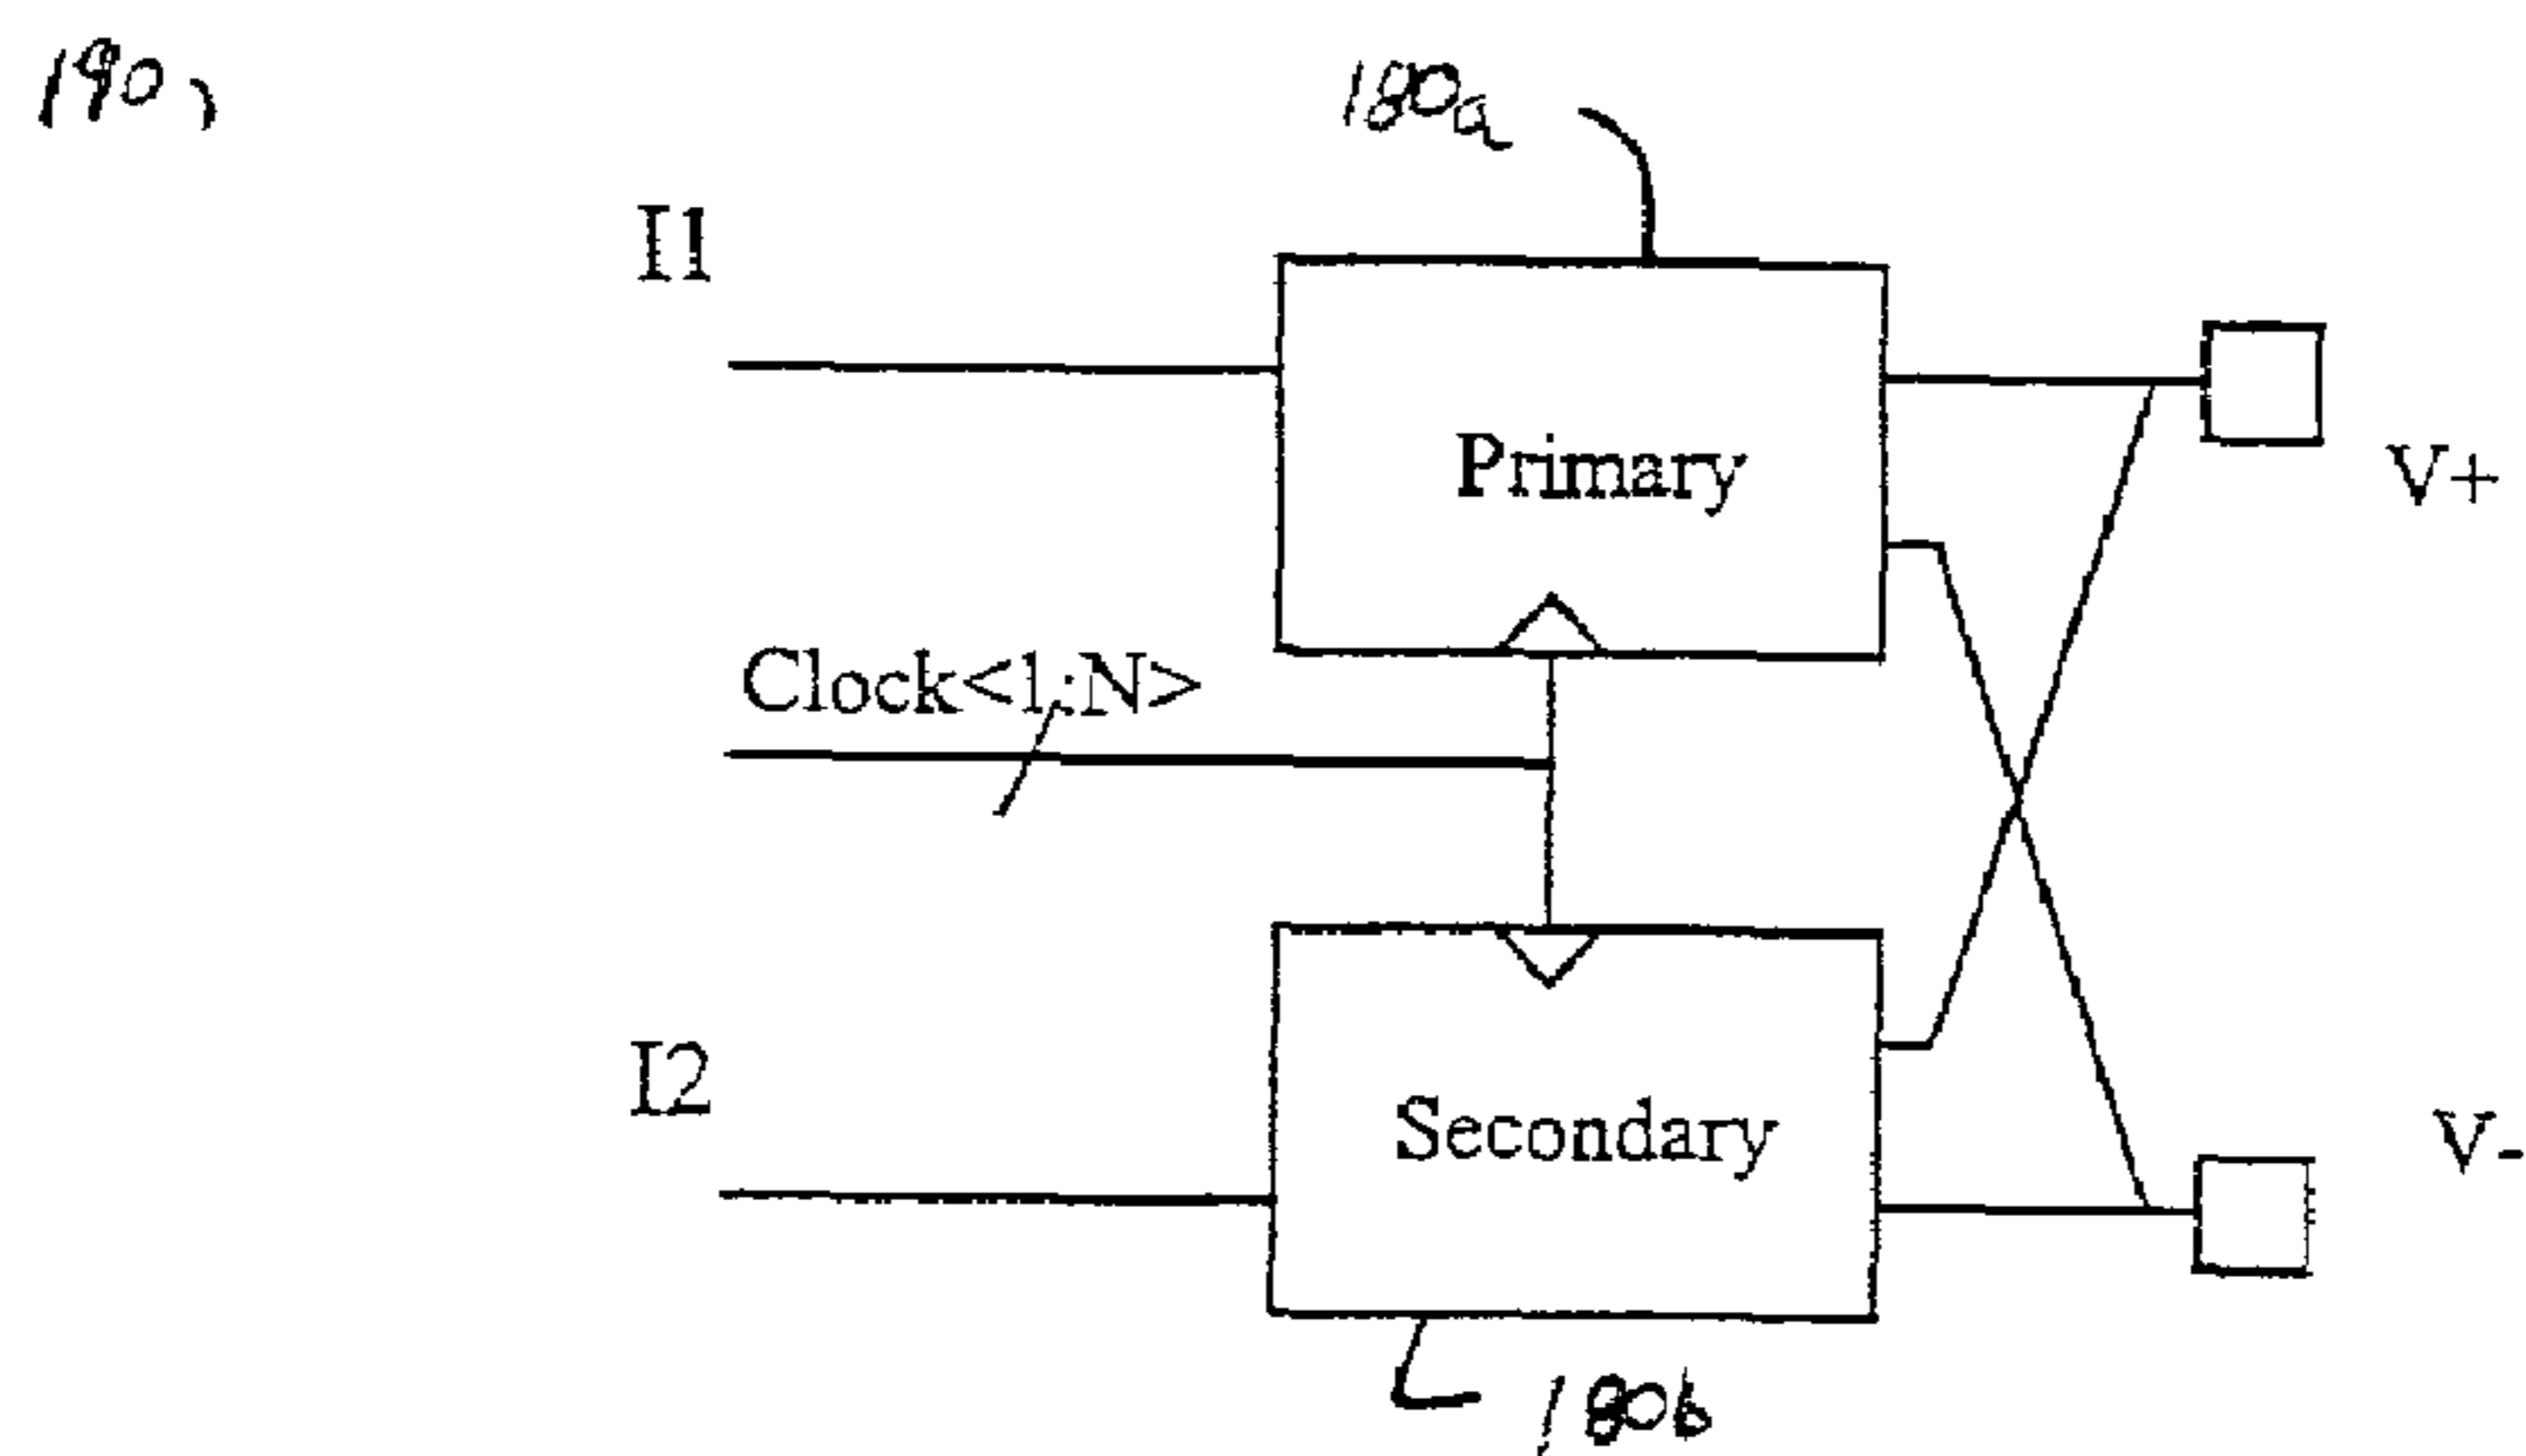 190
180a
I1
Primary
V+
Clock<1:N>
I2
Secondary
V-
180b